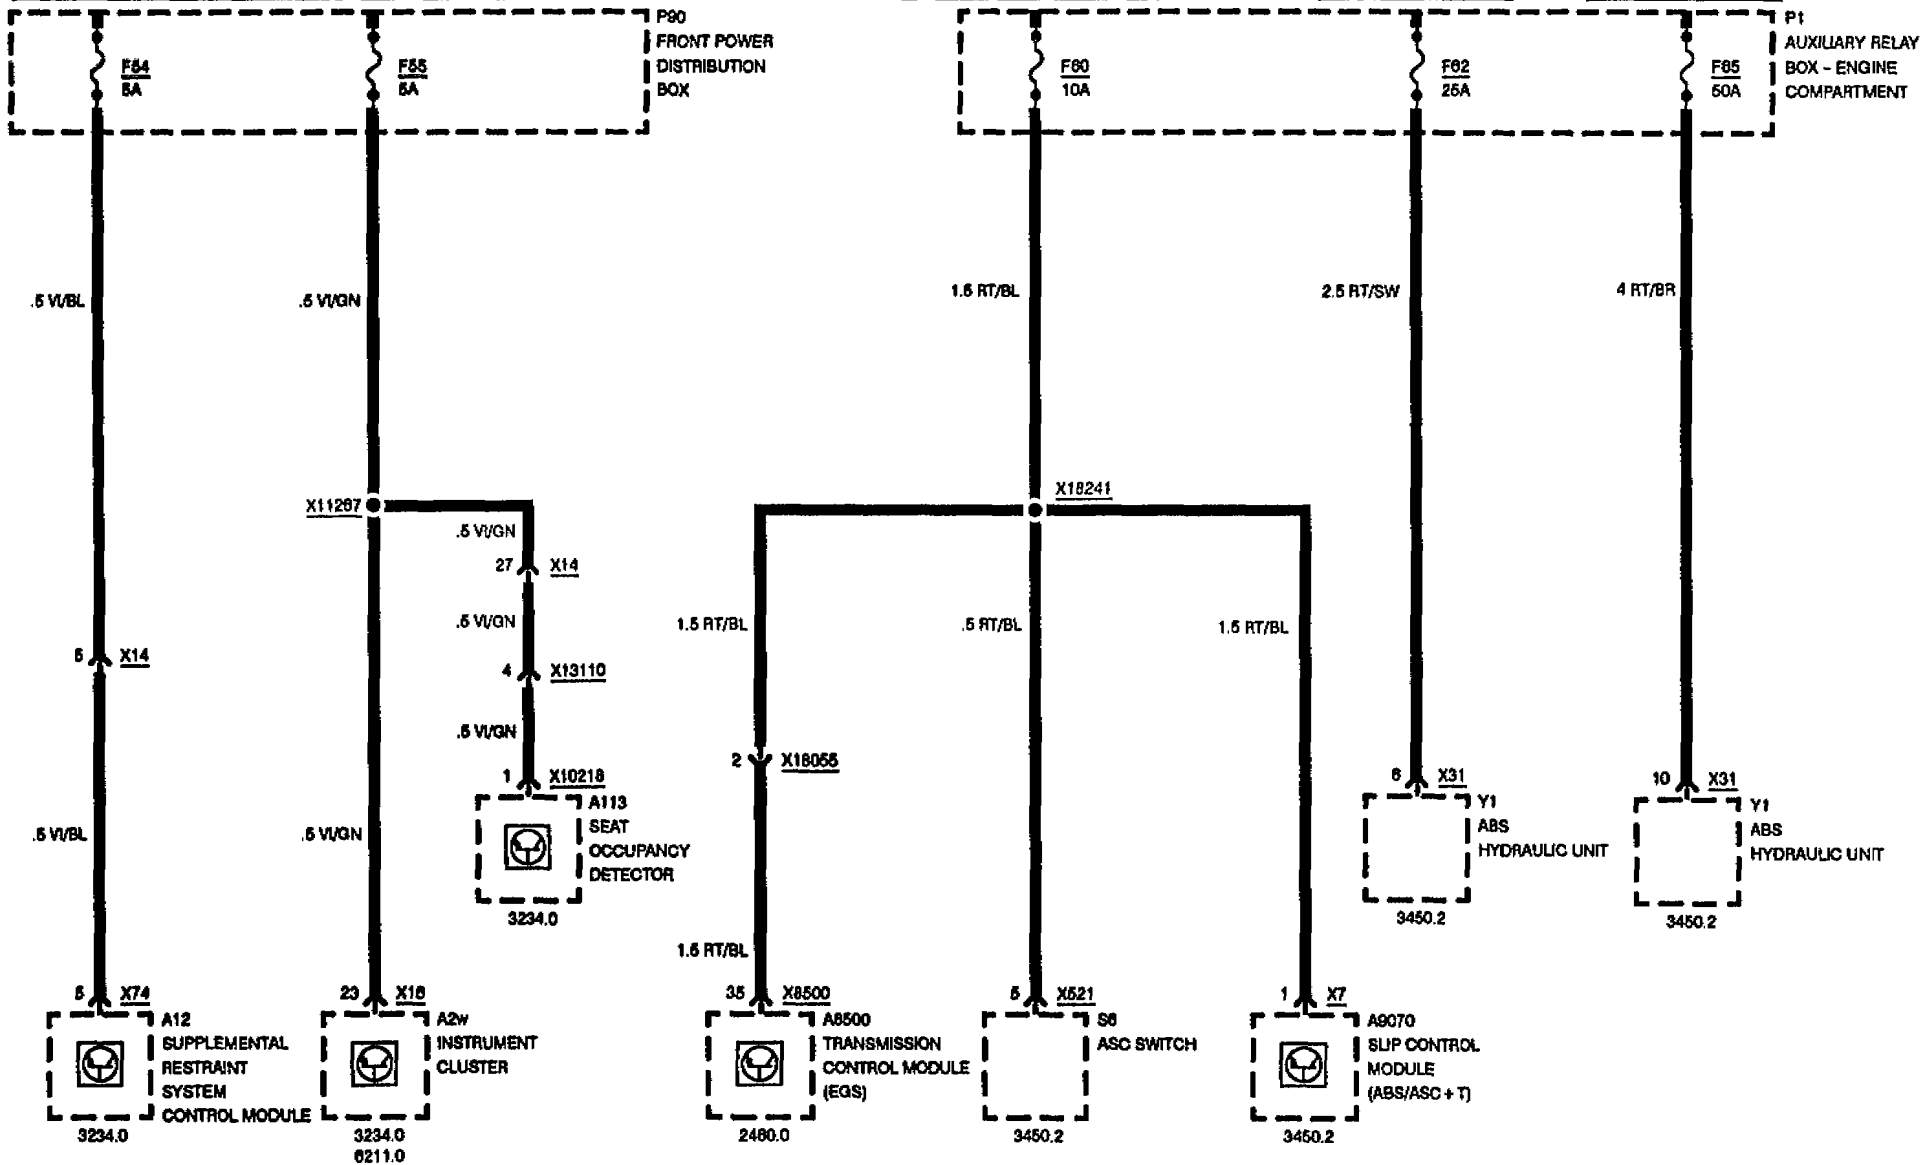 P90
FRONT POWER
DISTRIBUTION
BOX
F54
5A
F55
5A
P1
AUXILIARY RELAY
BOX - ENGINE
COMPARTMENT
F60
10A
F62
25A
F65
50A
.5 VI/BL
.5 VI/GN
1.5 RT/BL
2.5 RT/SW
4 RT/BR
X11267
.5 VI/GN
27 X14
.5 VI/GN
4 X13110
.5 VI/GN
1 X10218
A113
SEAT
OCCUPANCY
DETECTOR
3234.0
X18241
1.5 RT/BL
.5 RT/BL
1.5 RT/BL
5 X14
2 X18055
6 X31
Y1
ABS
HYDRAULIC UNIT
3450.2
10 X31
Y1
ABS
HYDRAULIC UNIT
3450.2
.5 VI/BL
.5 VI/GN
1.5 RT/BL
5 X74
A12
SUPPLEMENTAL
RESTRAINT
SYSTEM
CONTROL MODULE
3234.0
23 X16
A2w
INSTRUMENT
CLUSTER
3234.0
6211.0
35 X8500
A8500
TRANSMISSION
CONTROL MODULE
(EGS)
2460.0
5 X521
S6
ASC SWITCH
3450.2
1 X7
A9070
SLIP CONTROL
MODULE
(ABS/ASC + T)
3450.2